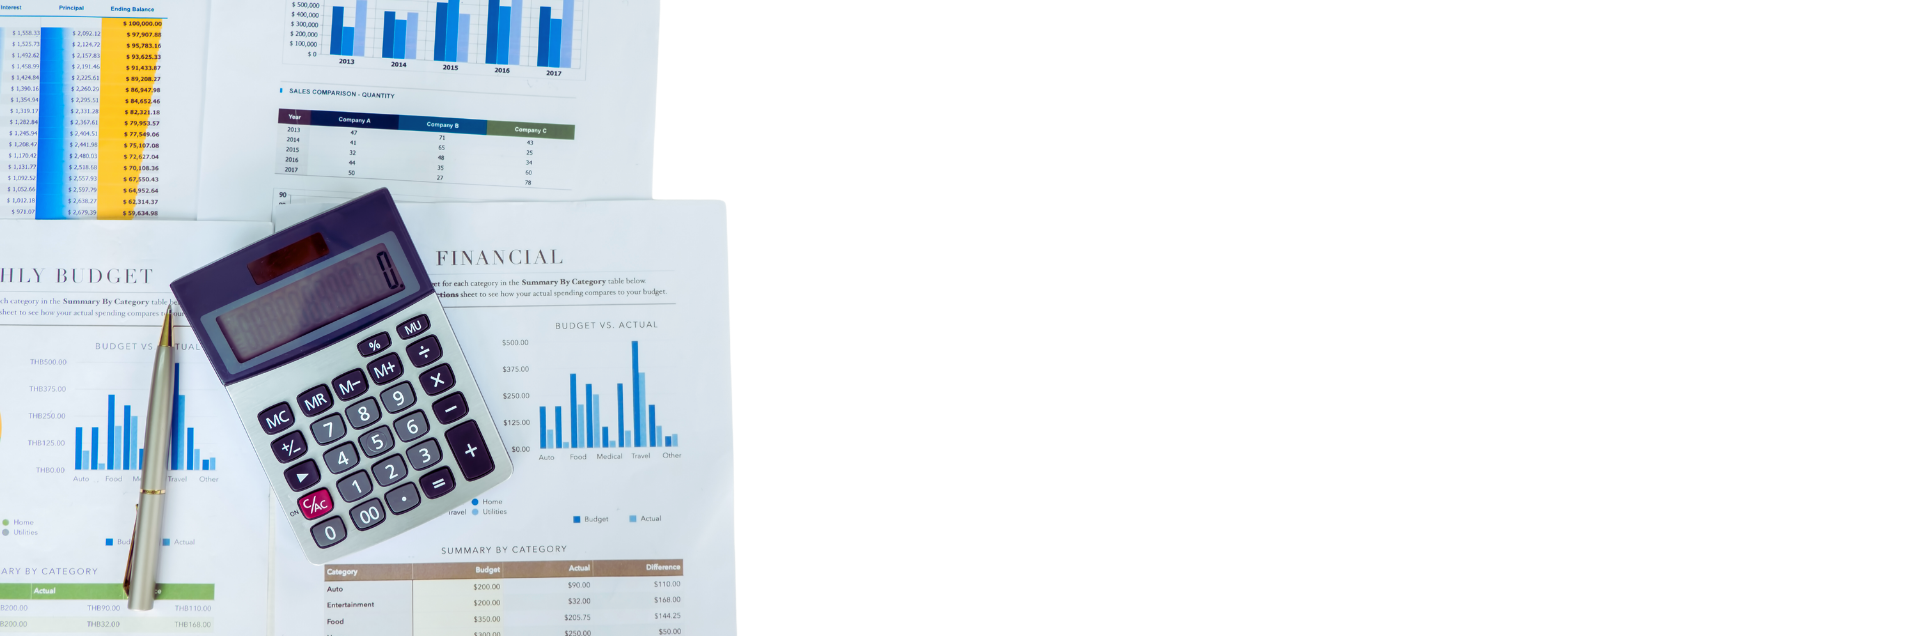 Interest Principal Ending Balance
$ 100,000.00
$ 1,558.33 $ 2,092.12 $ 97,907.88
$ 1,525.73 $ 2,124.72 $ 95,783.16
$ 1,492.62 $ 2,157.83 $ 93,625.33
$ 1,458.99 $ 2,191.46 $ 91,433.87
$ 1,424.84 $ 2,225.61 $ 89,208.27
$ 1,390.16 $ 2,260.29 $ 86,947.98
$ 1,354.94 $ 2,295.51 $ 84,652.46
$ 1,319.17 $ 2,331.28 $ 82,321.18
$ 1,282.84 $ 2,367.61 $ 79,953.57
$ 1,245.94 $ 2,404.51 $ 77,549.06
$ 1,208.47 $ 2,441.98 $ 75,107.08
$ 1,170.42 $ 2,480.03 $ 72,627.04
$ 1,131.77 $ 2,518.68 $ 70,108.36
$ 1,092.52 $ 2,557.93 $ 67,550.43
$ 1,052.66 $ 2,597.79 $ 64,952.64
$ 1,012.18 $ 2,638.27 $ 62,314.37
$ 971.07 $ 2,679.39 $ 59,634.98
$ 500,000
$ 400,000
$ 300,000
$ 200,000
$ 100,000
$ 0
2013 2014 2015 2016 2017
SALES COMPARISON - QUANTITY
Year Company A Company B Company C
2013 47 71 43
2014 41 65 25
2015 32 48 34
2016 44 35 60
2017 50 27 78
90
HLY BUDGET
ch category in the Summary By Category table
sheet to see how your actual spending compares to your
BUDGET VS TUAL
THB500.00
THB375.00
THB250.00
THB125.00
THB0.00
Auto Food Travel Other
Home
Utilities
Actual
ARY BY CATEGORY
Actual
B200.00 THB90.00 THB110.00
B200.00 THB32.00 THB168.00
0
% MU
MC MR M− M+ ÷
+/− 7 8 9 X
▶ 4 5 6 −
C/AC 1 2 3 +
0 00 . =
FINANCIAL
et for each category in the Summary By Category table below.
ctions sheet to see how your actual spending compares to your budget.
BUDGET VS. ACTUAL
$500.00
$375.00
$250.00
$125.00
$0.00
Auto Food Medical Travel Other
Home
Travel Utilities
Budget Actual
SUMMARY BY CATEGORY
Category Budget Actual Difference
Auto $200.00 $90.00 $110.00
Entertainment $200.00 $32.00 $168.00
Food $350.00 $205.75 $144.25
$300.00 $250.00 $50.00